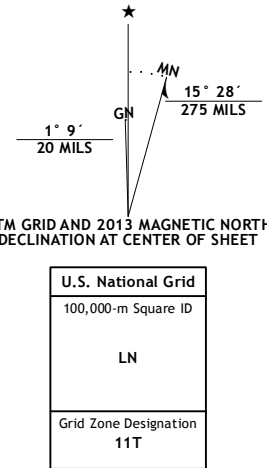 ★
MN
GN
15° 28´
275 MILS
1° 9´
20 MILS
TM GRID AND 2013 MAGNETIC NORTH
DECLINATION AT CENTER OF SHEET
U.S. National Grid
100,000-m Square ID
LN
Grid Zone Designation
11T